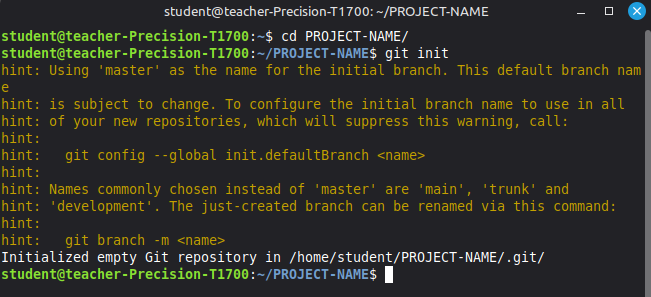 student@teacher-Precision-T1700: ~/PROJECT-NAME
student@teacher-Precision-T1700:~$ cd PROJECT-NAME/
student@teacher-Precision-T1700:~/PROJECT-NAME$ git init
hint: Using 'master' as the name for the initial branch. This default branch nam
e
hint: is subject to change. To configure the initial branch name to use in all
hint: of your new repositories, which will suppress this warning, call:
hint:
hint:   git config --global init.defaultBranch <name>
hint:
hint: Names commonly chosen instead of 'master' are 'main', 'trunk' and
hint: 'development'. The just-created branch can be renamed via this command:
hint:
hint:   git branch -m <name>
Initialized empty Git repository in /home/student/PROJECT-NAME/.git/
student@teacher-Precision-T1700:~/PROJECT-NAME$